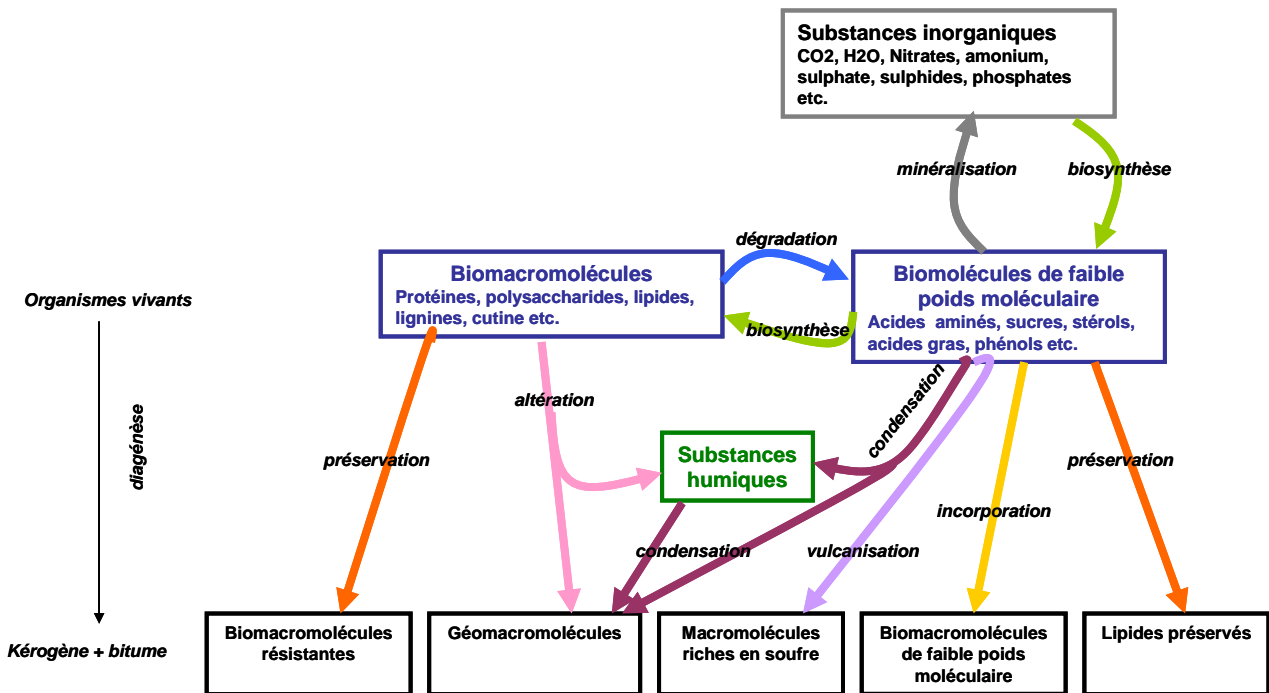 Substances inorganiques
CO2, H2O, Nitrates, amonium,
sulphate, sulphides, phosphates
etc.
minéralisation
biosynthèse
dégradation
Biomacromolécules
Protéines, polysaccharides, lipides,
lignines, cutine etc.
Biomolécules de faible
poids moléculaire
Acides aminés, sucres, stérols,
acides gras, phénols etc.
Organismes vivants
biosynthèse
altération
condensation
diagénèse
préservation
Substances
humiques
préservation
incorporation
condensation
vulcanisation
Kérogène + bitume
Biomacromolécules
résistantes
Géomacromolécules
Macromolécules
riches en soufre
Biomacromolécules
de faible poids
moléculaire
Lipides préservés